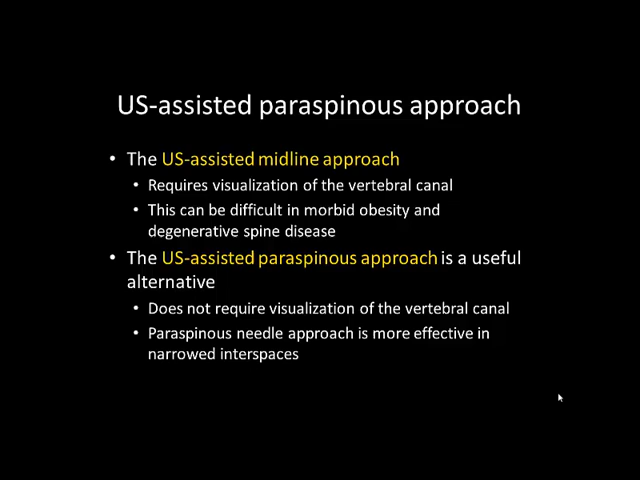 US-assisted paraspinous approach
• The US-assisted midline approach
• Requires visualization of the vertebral canal
• This can be difficult in morbid obesity and
degenerative spine disease
• The US-assisted paraspinous approach is a useful
alternative
• Does not require visualization of the vertebral canal
• Paraspinous needle approach is more effective in
narrowed interspaces